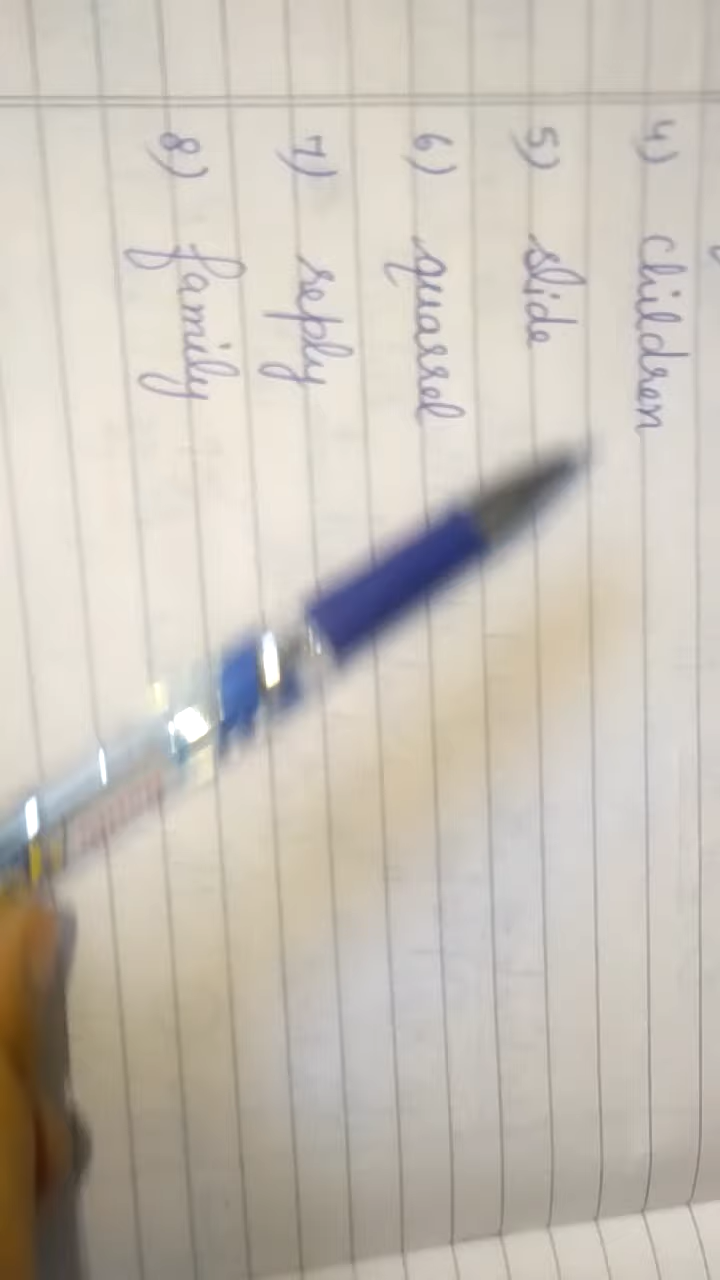 4) children
5) slide
6) quarrel
7) reply
8) family